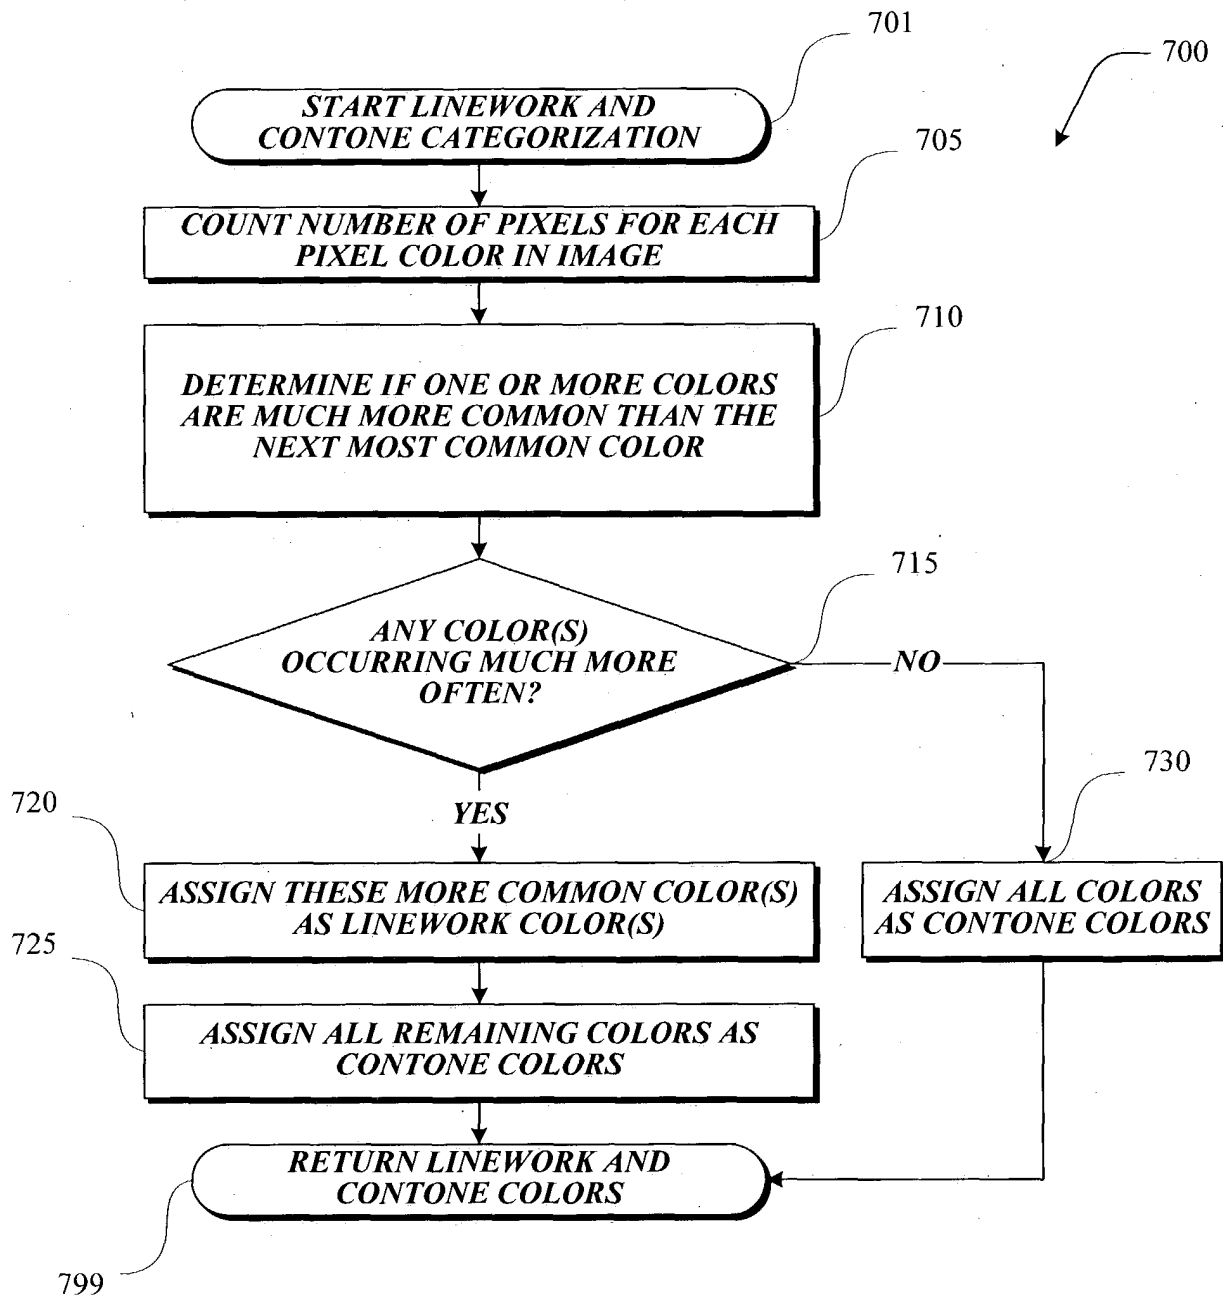 701
700
START LINEWORK AND
CONTONE CATEGORIZATION
705
COUNT NUMBER OF PIXELS FOR EACH
PIXEL COLOR IN IMAGE
710
DETERMINE IF ONE OR MORE COLORS
ARE MUCH MORE COMMON THAN THE
NEXT MOST COMMON COLOR
715
ANY COLOR(S)
OCCURRING MUCH MORE
OFTEN?
NO
730
720
YES
ASSIGN THESE MORE COMMON COLOR(S)
AS LINEWORK COLOR(S)
ASSIGN ALL COLORS
AS CONTONE COLORS
725
ASSIGN ALL REMAINING COLORS AS
CONTONE COLORS
RETURN LINEWORK AND
CONTONE COLORS
799